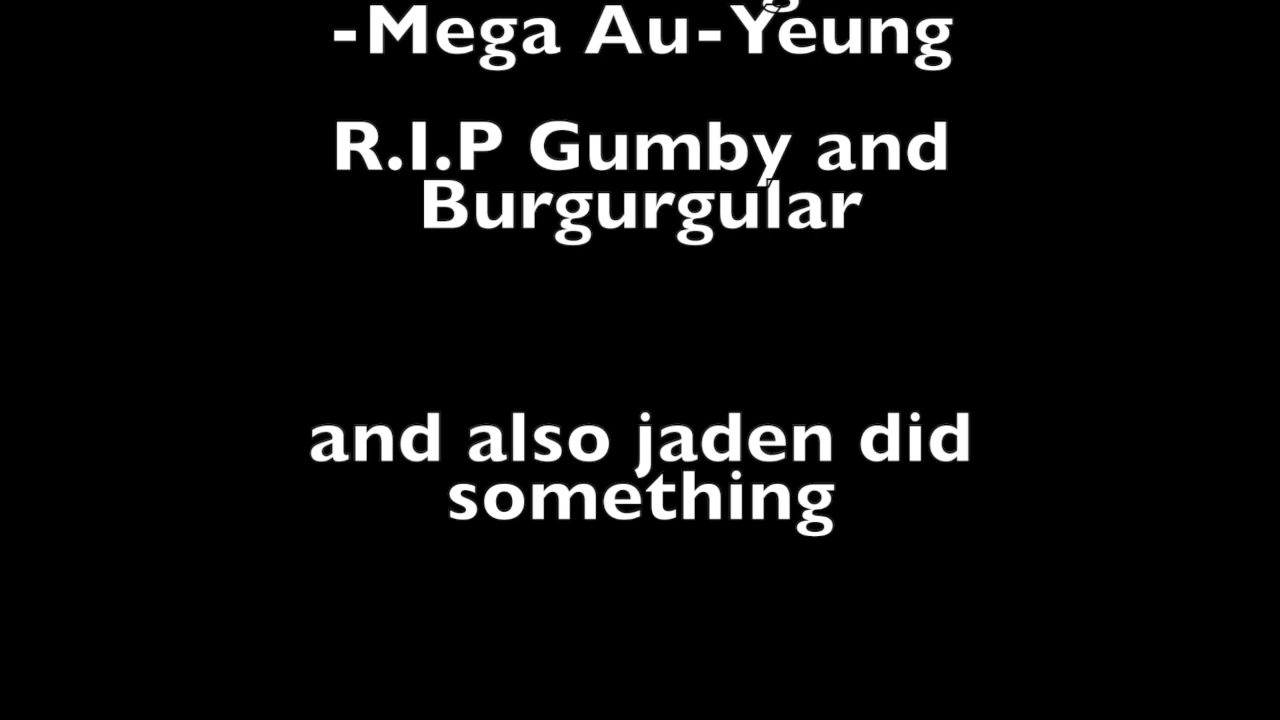 -Mega Au-Yeung
R.I.P Gumby and
Burgurgular
and also jaden did
something